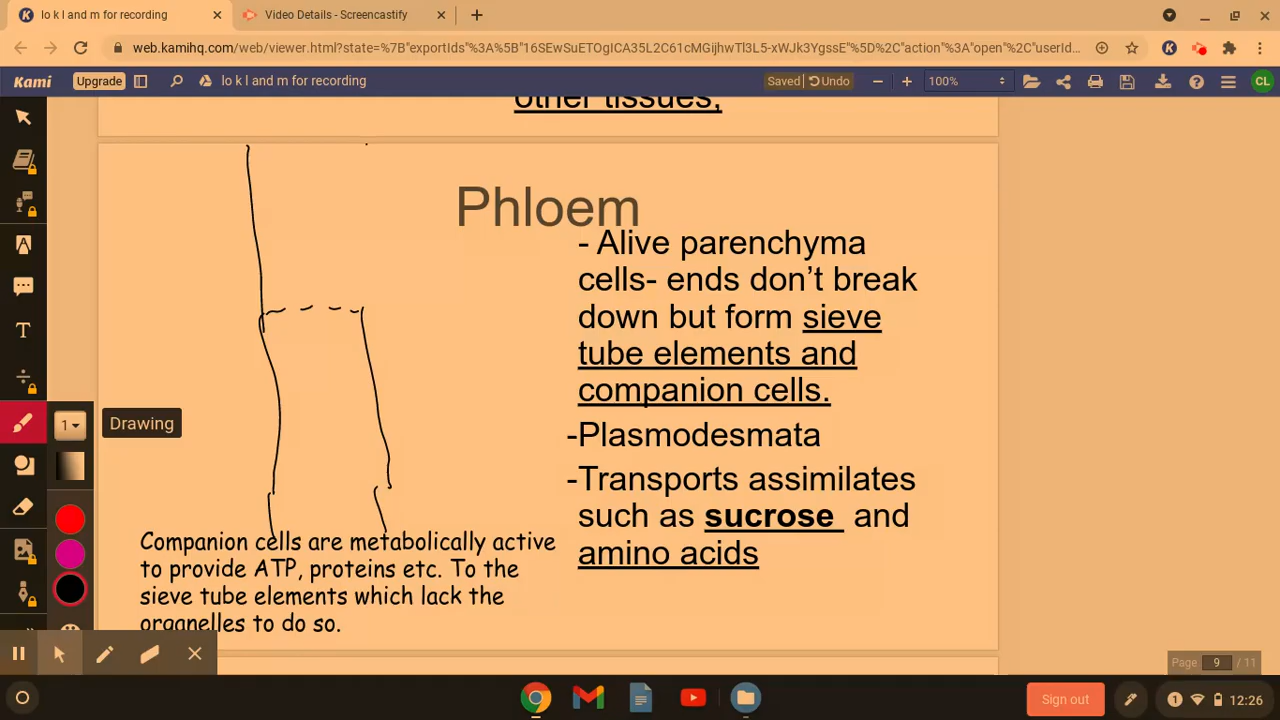 lo k l and m for recording
Video Details - Screencastify
web.kamihq.com/web/viewer.html?state=%7B"exportIds"%3A%5B"16SEwSuETOgICA35L2C61cMGijhwTl3L5-xWJk3YgssE"%5D%2C"action"%3A"open"%2C"userId...
Kami Upgrade lo k l and m for recording Saved Undo 100% CL
other tissues,
Phloem
- Alive parenchyma
cells- ends don't break
down but form sieve
tube elements and
companion cells.
-Plasmodesmata
-Transports assimilates
such as sucrose and
amino acids
1
Drawing
Companion cells are metabolically active
to provide ATP, proteins etc. To the
sieve tube elements which lack the
organelles to do so.
Page 9 / 11
Sign out 1 12:26